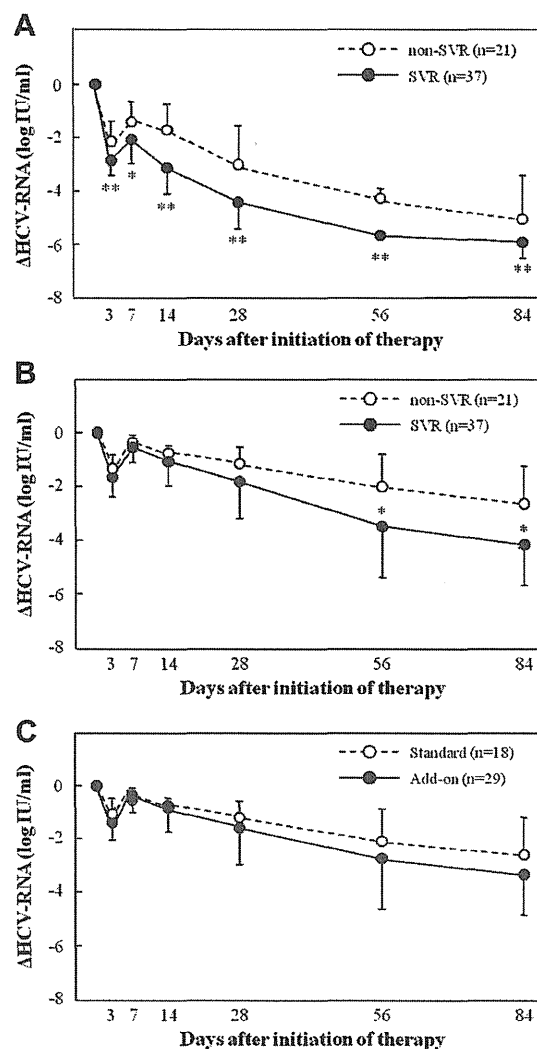 A
non-SVR (n=21)
SVR (n=37)
ΔHCV-RNA (log IU/ml)
0
-2
-4
-6
-8
** * ** ** ** **
3 7 14 28 56 84
Days after initiation of therapy
B
non-SVR (n=21)
SVR (n=37)
ΔHCV-RNA (log IU/ml)
0
-2
-4
-6
-8
* *
3 7 14 28 56 84
Days after initiation of therapy
C
Standard (n=18)
Add-on (n=29)
ΔHCV-RNA (log IU/ml)
0
-2
-4
-6
-8
3 7 14 28 56 84
Days after initiation of therapy